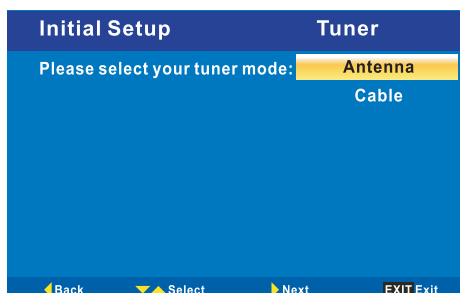 Initial Setup Tuner
Please select your tuner mode: Antenna
Cable
Back Select Next EXIT Exit